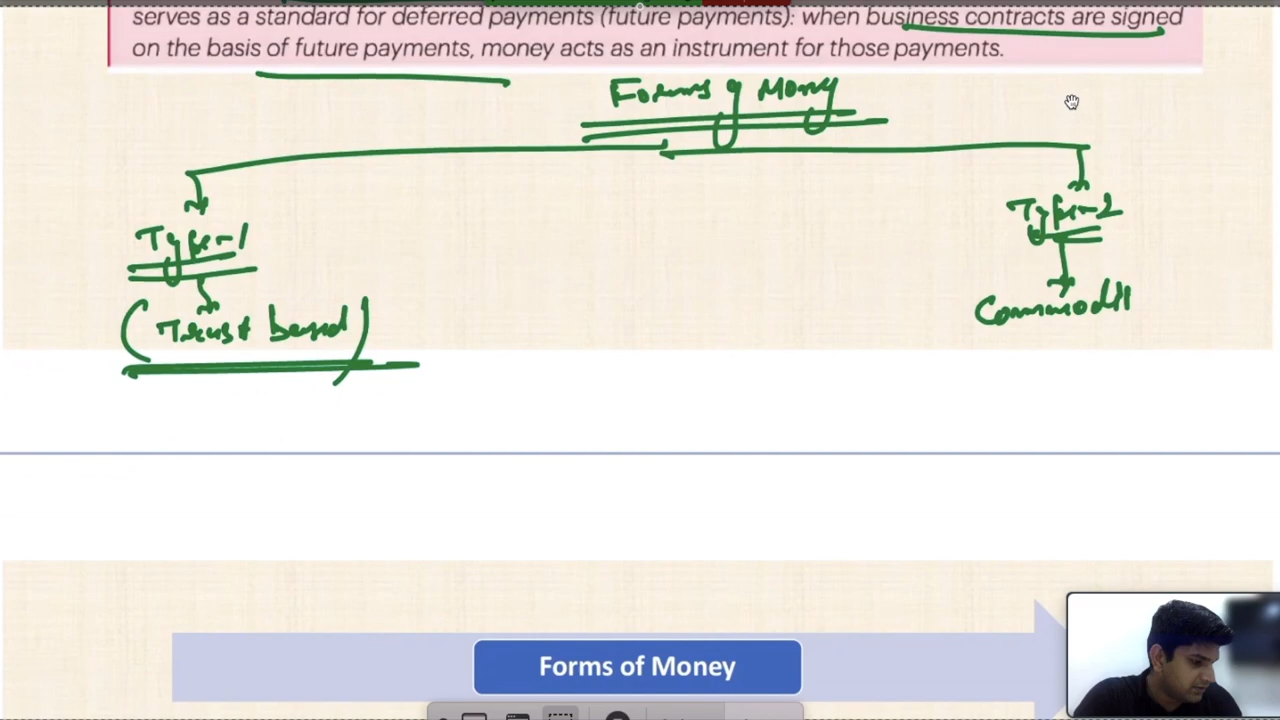 serves as a standard for deferred payments (future payments): when business contracts are signed
on the basis of future payments, money acts as an instrument for those payments.
Forms of Money
Type-1
Type-2
(Trust based)
Commodit
Forms of Money